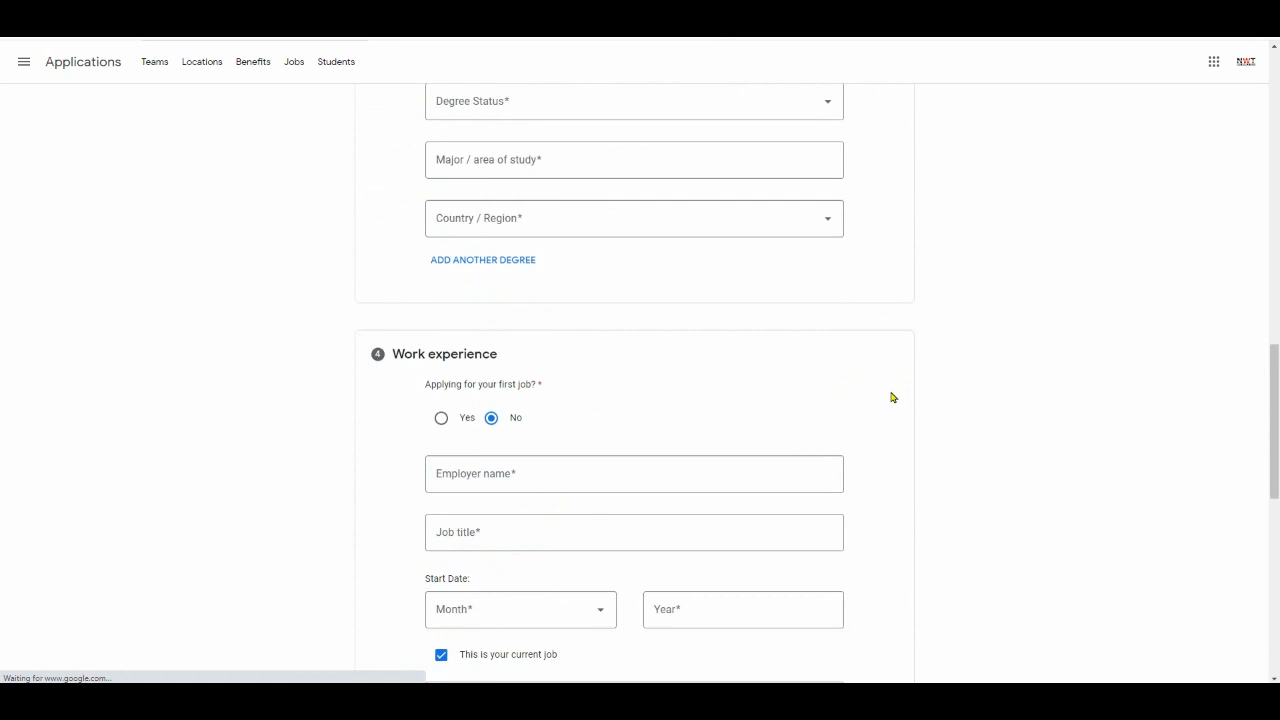 Applications Teams Locations Benefits Jobs Students NWT
Degree Status*
Major / area of study*
Country / Region*
ADD ANOTHER DEGREE
4 Work experience
Applying for your first job? *
Yes No
Employer name*
Job title*
Start Date:
Month* Year*
This is your current job
Waiting for www.google.com...